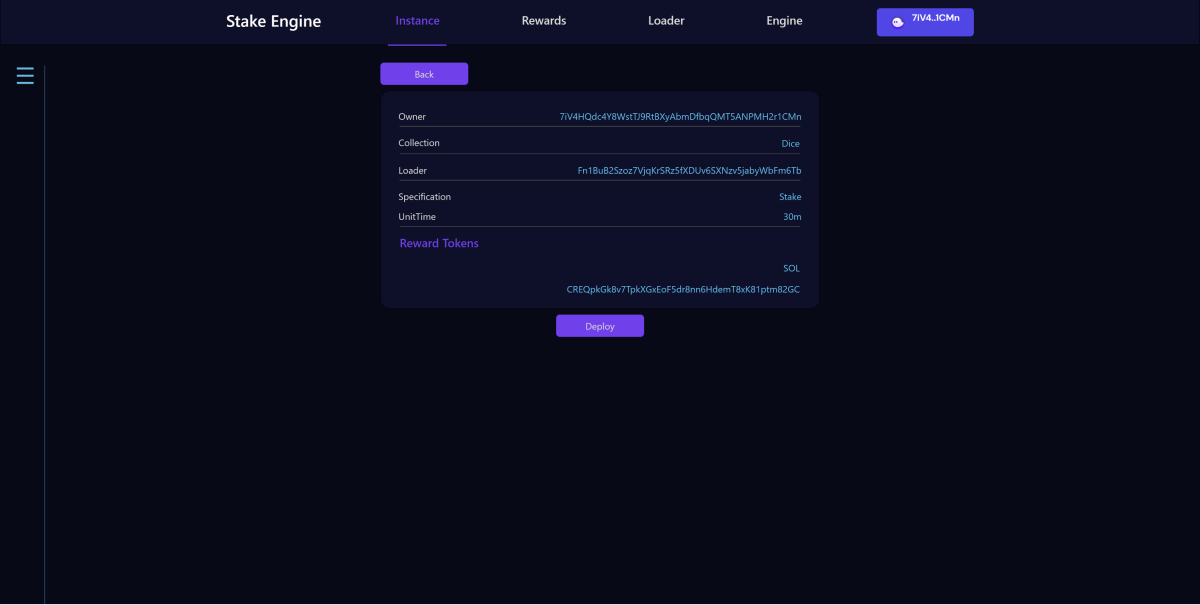 Stake Engine Instance Rewards Loader Engine 7iV4..1CMn
Back
Owner 7iV4HQdc4Y8WstTJ9RtBXyAbmDfbqQMT5ANPMH2r1CMn
Collection Dice
Loader Fn1BuB2Szoz7VjqKrSRz5fXDUv6SXNzv5jabyWbFm6Tb
Specification Stake
UnitTime 30m
Reward Tokens
SOL
CREQpkGk8v7TpkXGxEoF5dr8nn6HdemT8xK81ptm82GC
Deploy